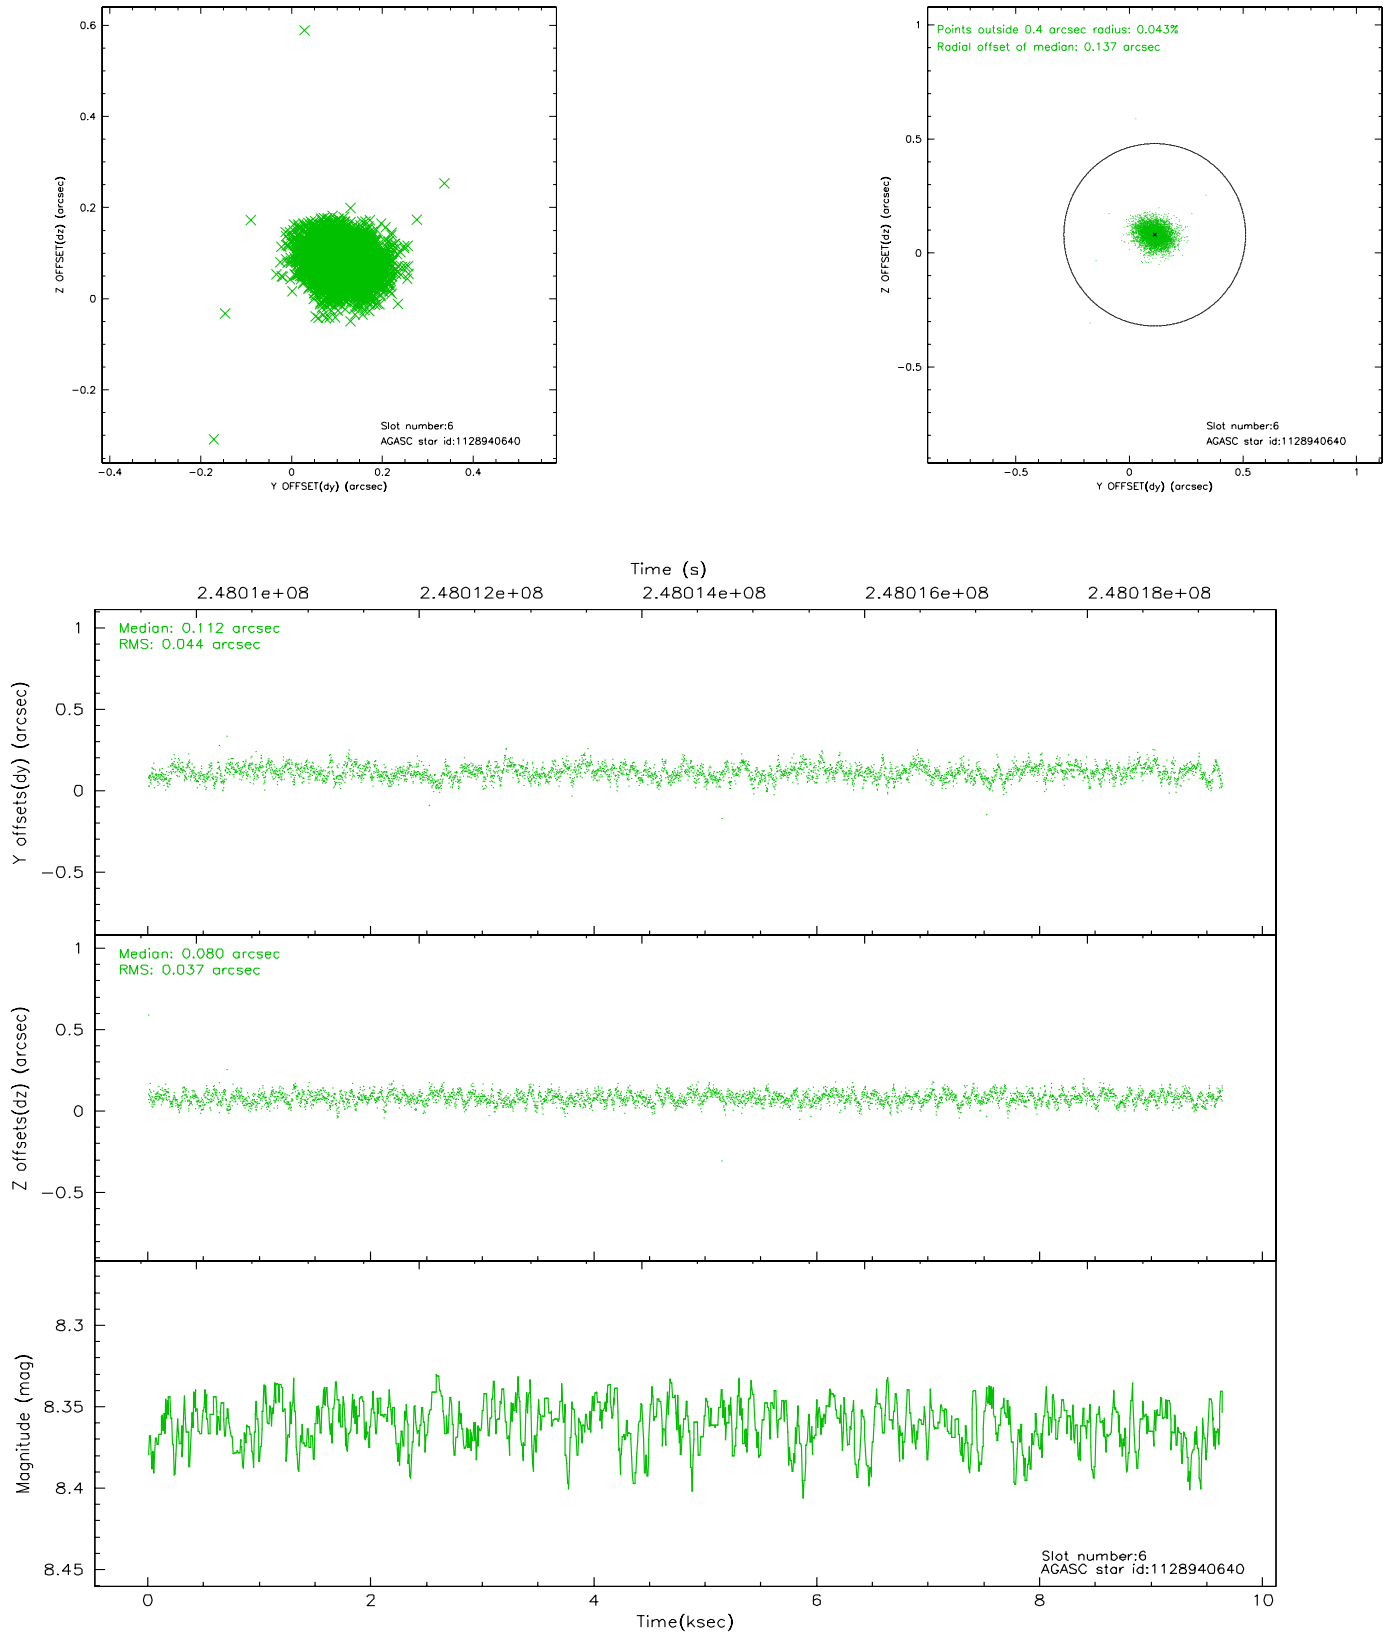 0.6
0.4
0.2
0
−0.2
Z OFFSET(dz) (arcsec)
Slot number:6
AGASC star id:1128940640
−0.4 −0.2 0 0.2 0.4
Y OFFSET(dy) (arcsec)
Points outside 0.4 arcsec radius: 0.043%
Radial offset of median: 0.137 arcsec
1
0.5
0
−0.5
Z OFFSET(dz) (arcsec)
Slot number:6
AGASC star id:1128940640
−0.5 0 0.5 1
Y OFFSET(dy) (arcsec)
Time (s)
2.4801e+08 2.48012e+08 2.48014e+08 2.48016e+08 2.48018e+08
Median: 0.112 arcsec
RMS: 0.044 arcsec
1
0.5
0
−0.5
Y offsets(dy) (arcsec)
Median: 0.080 arcsec
RMS: 0.037 arcsec
1
0.5
0
−0.5
Z offsets(dz) (arcsec)
8.3
8.35
8.4
8.45
Magnitude (mag)
Slot number:6
AGASC star id:1128940640
0 2 4 6 8 10
Time(ksec)